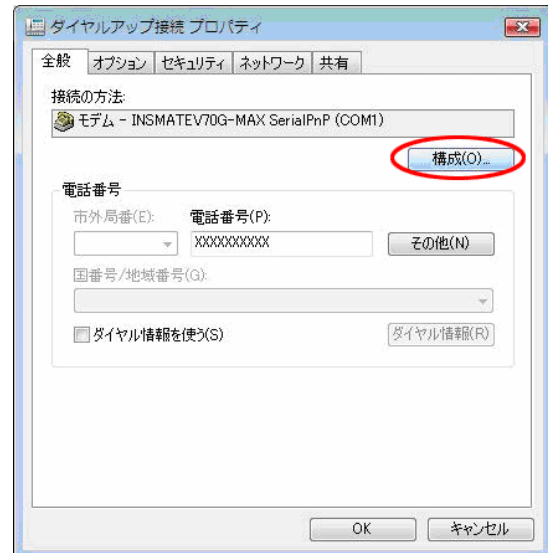 ダイヤルアップ接続 プロパティ
全般 オプション セキュリティ ネットワーク 共有
接続の方法:
モデム - INSMATEV70G-MAX SerialPnP (COM1)
構成(O)...
電話番号
市外局番(E): 電話番号(P):
XXXXXXXXXX その他(N)
国番号/地域番号(G):
ダイヤル情報を使う(S) ダイヤル情報(R)
OK キャンセル